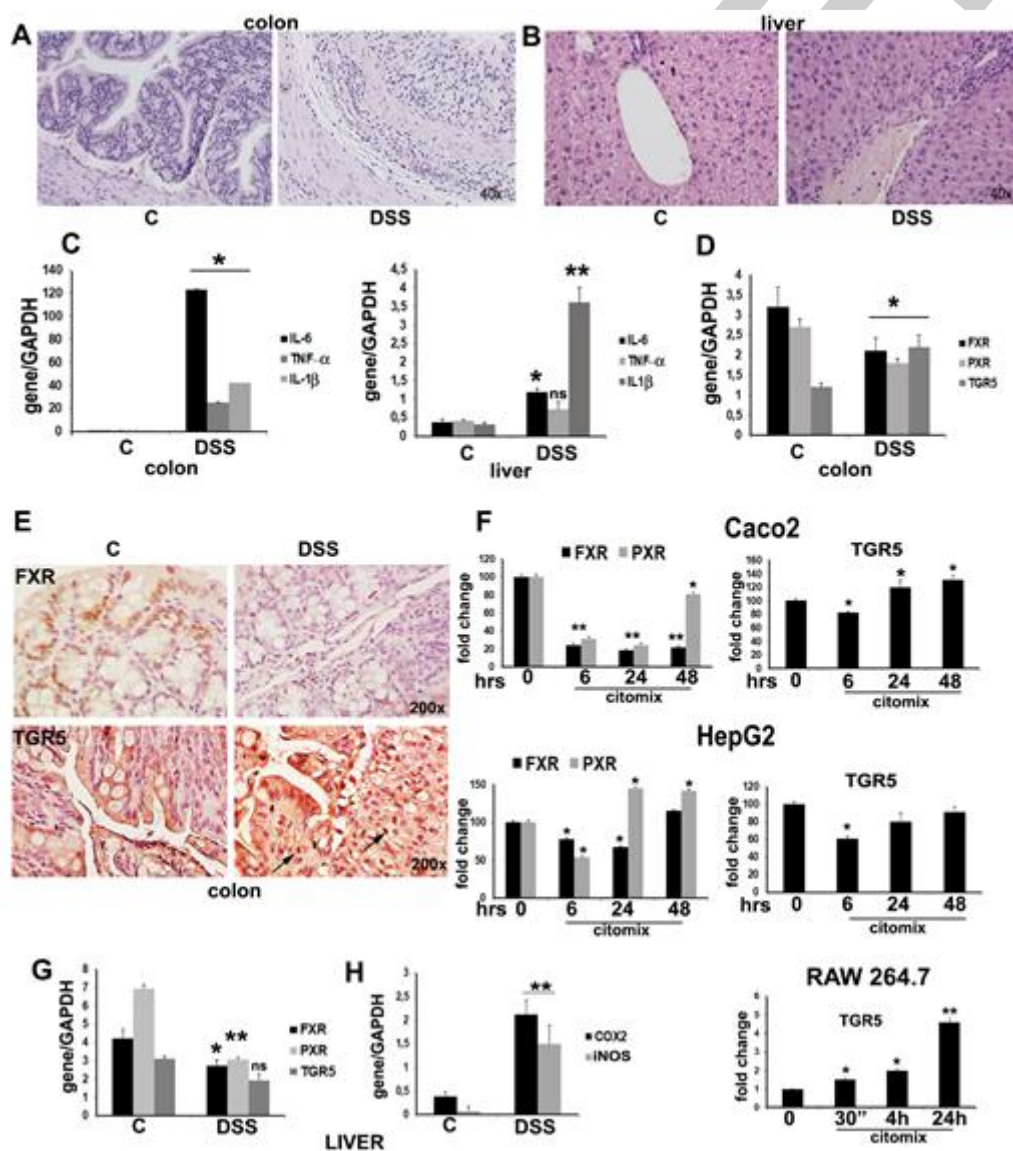 colon
liver
A
B
40x
40x
C
DSS
C
DSS
C
gene/GAPDH
140
120
100
80
60
40
20
0
*
IL-6
TNF-α
IL-1β
C
DSS
colon
gene/GAPDH
4,5
4
3,5
3
2,5
2
1,5
1
0,5
0
*
ns
**
IL-6
TNF-α
IL1β
C
DSS
liver
D
gene/GAPDH
4
3,5
3
2,5
2
1,5
1
0,5
0
*
FXR
PXR
TGR5
C
DSS
colon
E
C
DSS
FXR
200x
TGR5
200x
colon
F
Caco2
FXR
PXR
fold change
120
100
80
60
40
20
0
**
**
**
*
hrs 0 6 24 48
citomix
TGR5
fold change
160
140
120
100
80
60
40
20
0
*
*
*
hrs 0 6 24 48
citomix
HepG2
FXR
PXR
fold change
150
100
50
0
*
*
*
*
*
hrs 0 6 24 48
citomix
TGR5
fold change
150
100
50
0
*
hrs 0 6 24 48
citomix
G
gene/GAPDH
8
7
6
5
4
3
2
1
0
*
**
ns
FXR
PXR
TGR5
C
DSS
H
gene/GAPDH
3
2,5
2
1,5
1
0,5
0
**
COX2
iNOS
C
DSS
LIVER
RAW 264.7
TGR5
fold change
5
4
3
2
1
0
*
*
**
0 30” 4h 24h
citomix